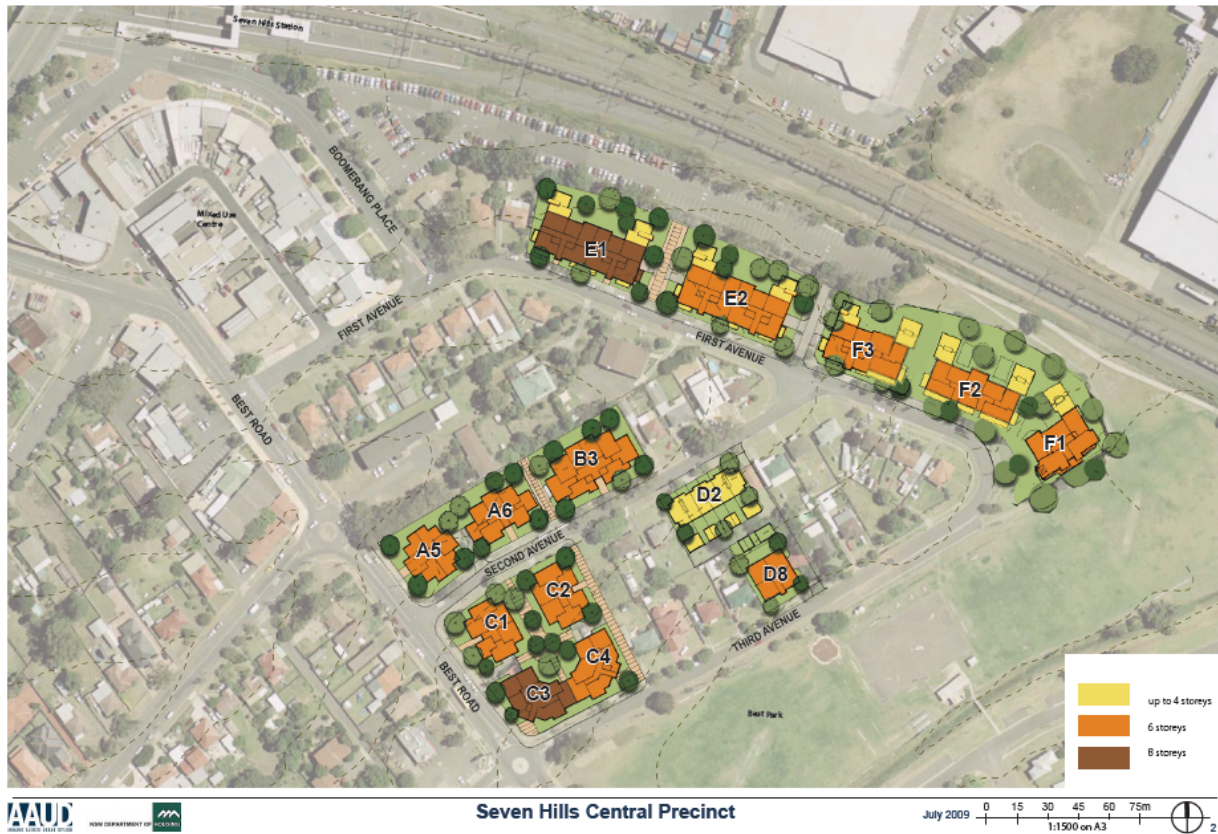 Seven Hills Station
BOOMERANG PLACE
Mixed Use
Centre
E1
E2
FIRST AVENUE
FIRST AVENUE
F3
F2
F1
BEST ROAD
B3
A6
A5
SECOND AVENUE
D2
D8
C2
C1
C4
C3
THIRD AVENUE
BEST ROAD
Best Park
up to 4 storeys
6 storeys
8 storeys
AAUD
NSW DEPARTMENT OF HOUSING
Seven Hills Central Precinct
July 2009
0 15 30 45 60 75m
1:1500 on A3
2